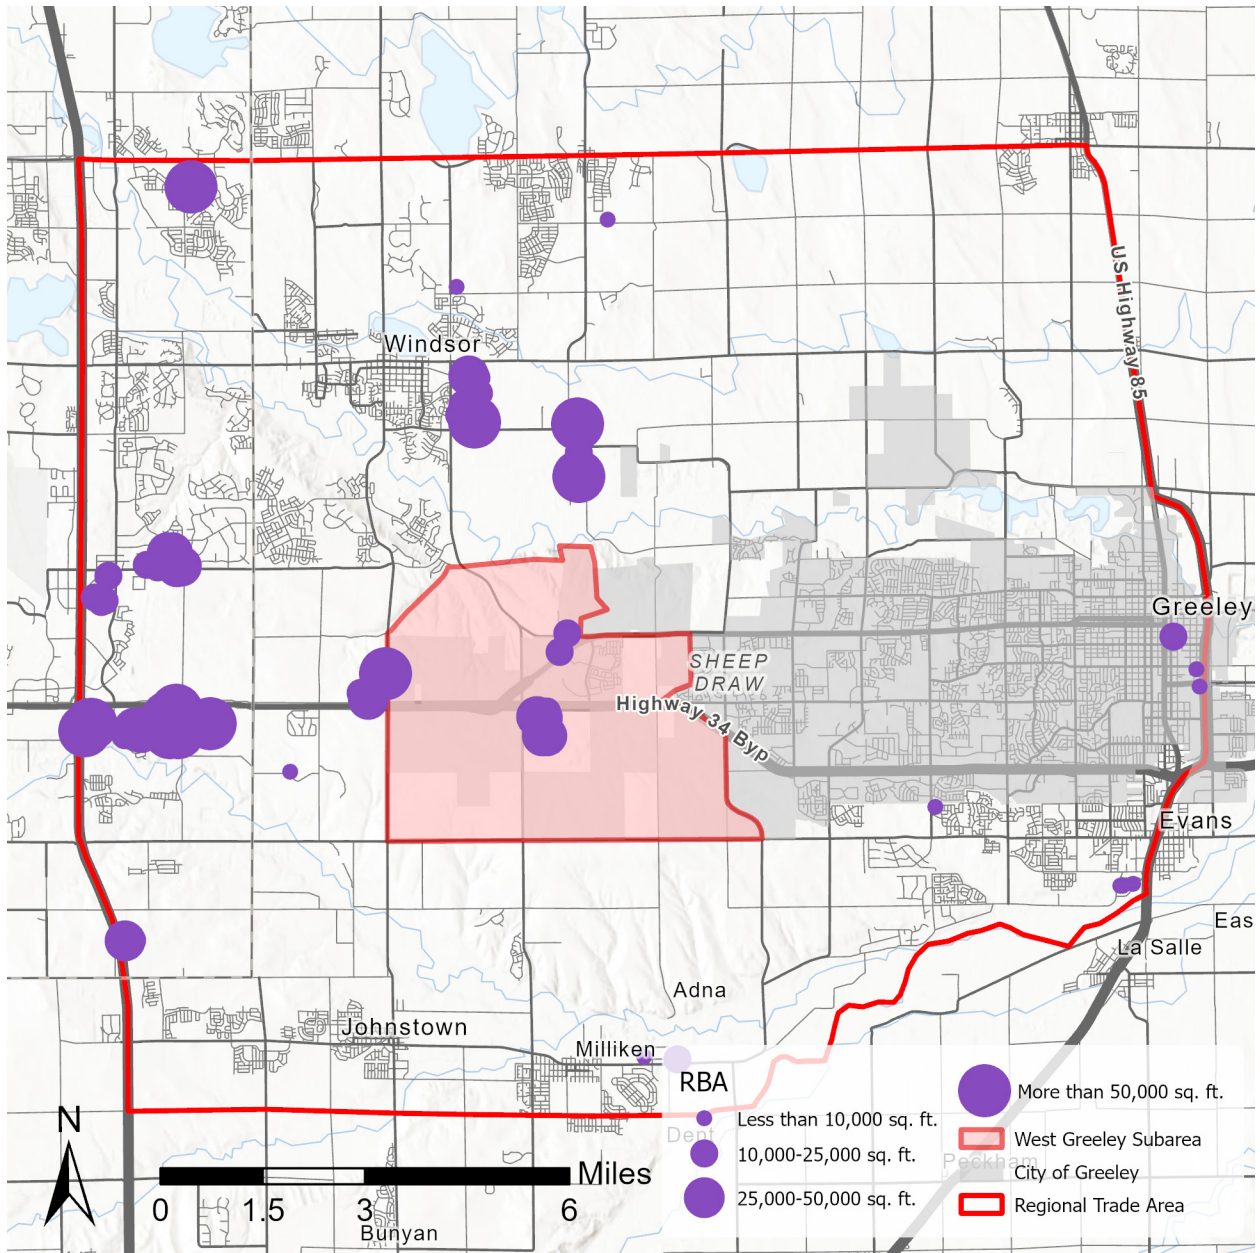 US Highway 85
Windsor
Greeley
SHEEP
DRAW
Highway 34 Byp
Evans
Eas
La Salle
Adna
Johnstown
Milliken
Dent
Peckham
Bunyan
N
Miles
0 1.5 3 6
RBA
Less than 10,000 sq. ft.
10,000-25,000 sq. ft.
25,000-50,000 sq. ft.
More than 50,000 sq. ft.
West Greeley Subarea
City of Greeley
Regional Trade Area